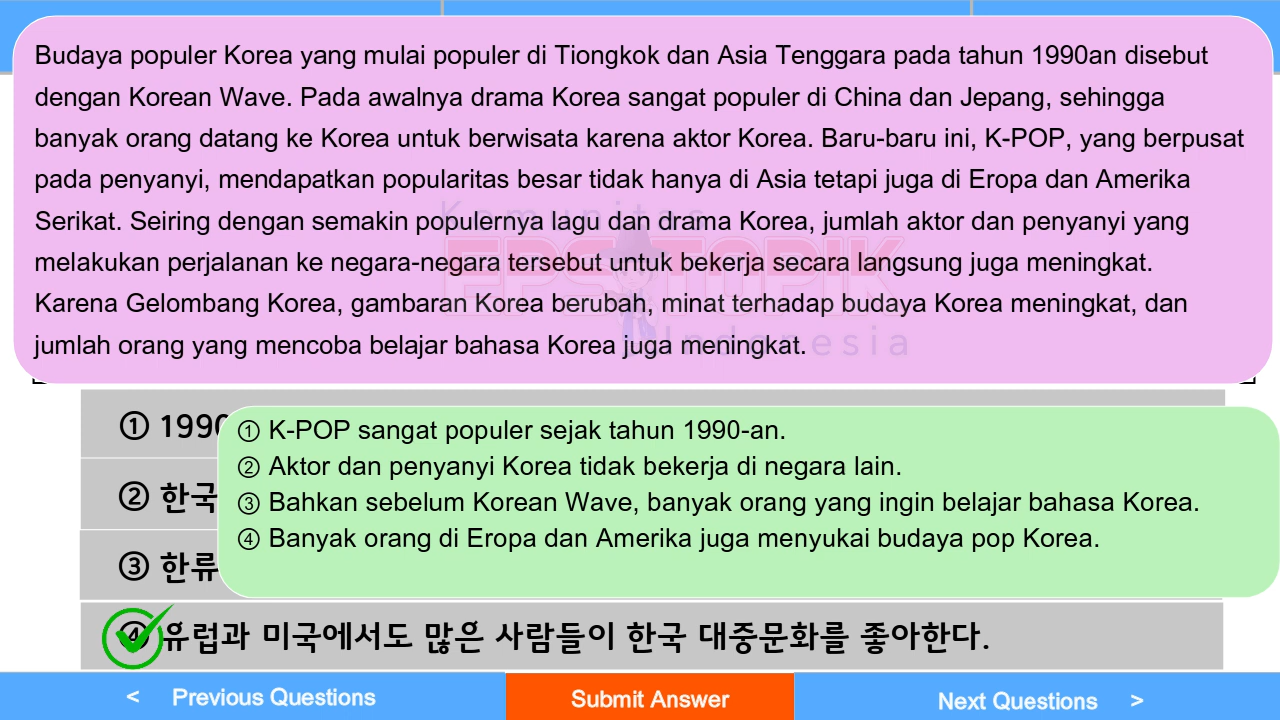 Budaya populer Korea yang mulai populer di Tiongkok dan Asia Tenggara pada tahun 1990an disebut
dengan Korean Wave. Pada awalnya drama Korea sangat populer di China dan Jepang, sehingga
banyak orang datang ke Korea untuk berwisata karena aktor Korea. Baru-baru ini, K-POP, yang berpusat
pada penyanyi, mendapatkan popularitas besar tidak hanya di Asia tetapi juga di Eropa dan Amerika
Serikat. Seiring dengan semakin populernya lagu dan drama Korea, jumlah aktor dan penyanyi yang
melakukan perjalanan ke negara-negara tersebut untuk bekerja secara langsung juga meningkat.
Karena Gelombang Korea, gambaran Korea berubah, minat terhadap budaya Korea meningkat, dan
jumlah orang yang mencoba belajar bahasa Korea juga meningkat.
Komunitas
EPS TOPIK
Indonesia
① 1990
② 한국
③ 한류
① K-POP sangat populer sejak tahun 1990-an.
② Aktor dan penyanyi Korea tidak bekerja di negara lain.
③ Bahkan sebelum Korean Wave, banyak orang yang ingin belajar bahasa Korea.
④ Banyak orang di Eropa dan Amerika juga menyukai budaya pop Korea.
④ 유럽과 미국에서도 많은 사람들이 한국 대중문화를 좋아한다.
< Previous Questions
Submit Answer
Next Questions >